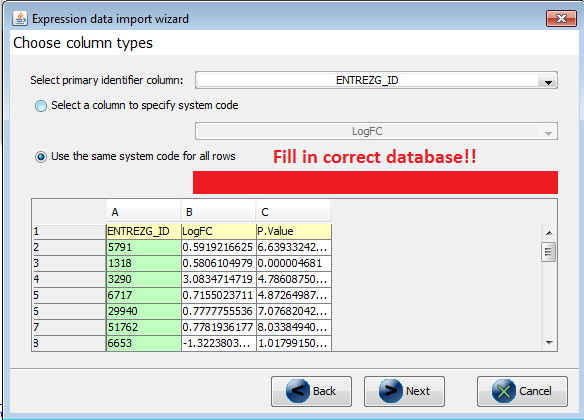 Expression data import wizard
Choose column types
Select primary identifier column: ENTREZG_ID
Select a column to specify system code
LogFC
Use the same system code for all rows Fill in correct database!!
A B C
1 ENTREZG_ID LogFC P.Value
2 5791 0.5919216625 6.63933242...
3 1318 0.5806104979 0.000004681
4 3290 3.0834714719 4.78608750...
5 6717 0.7155023711 4.87264987...
6 29940 0.7777755536 7.07682042...
7 51762 0.7781936177 8.03384940...
8 6653 -1.3223803... 1.01799150...
Back Next Cancel